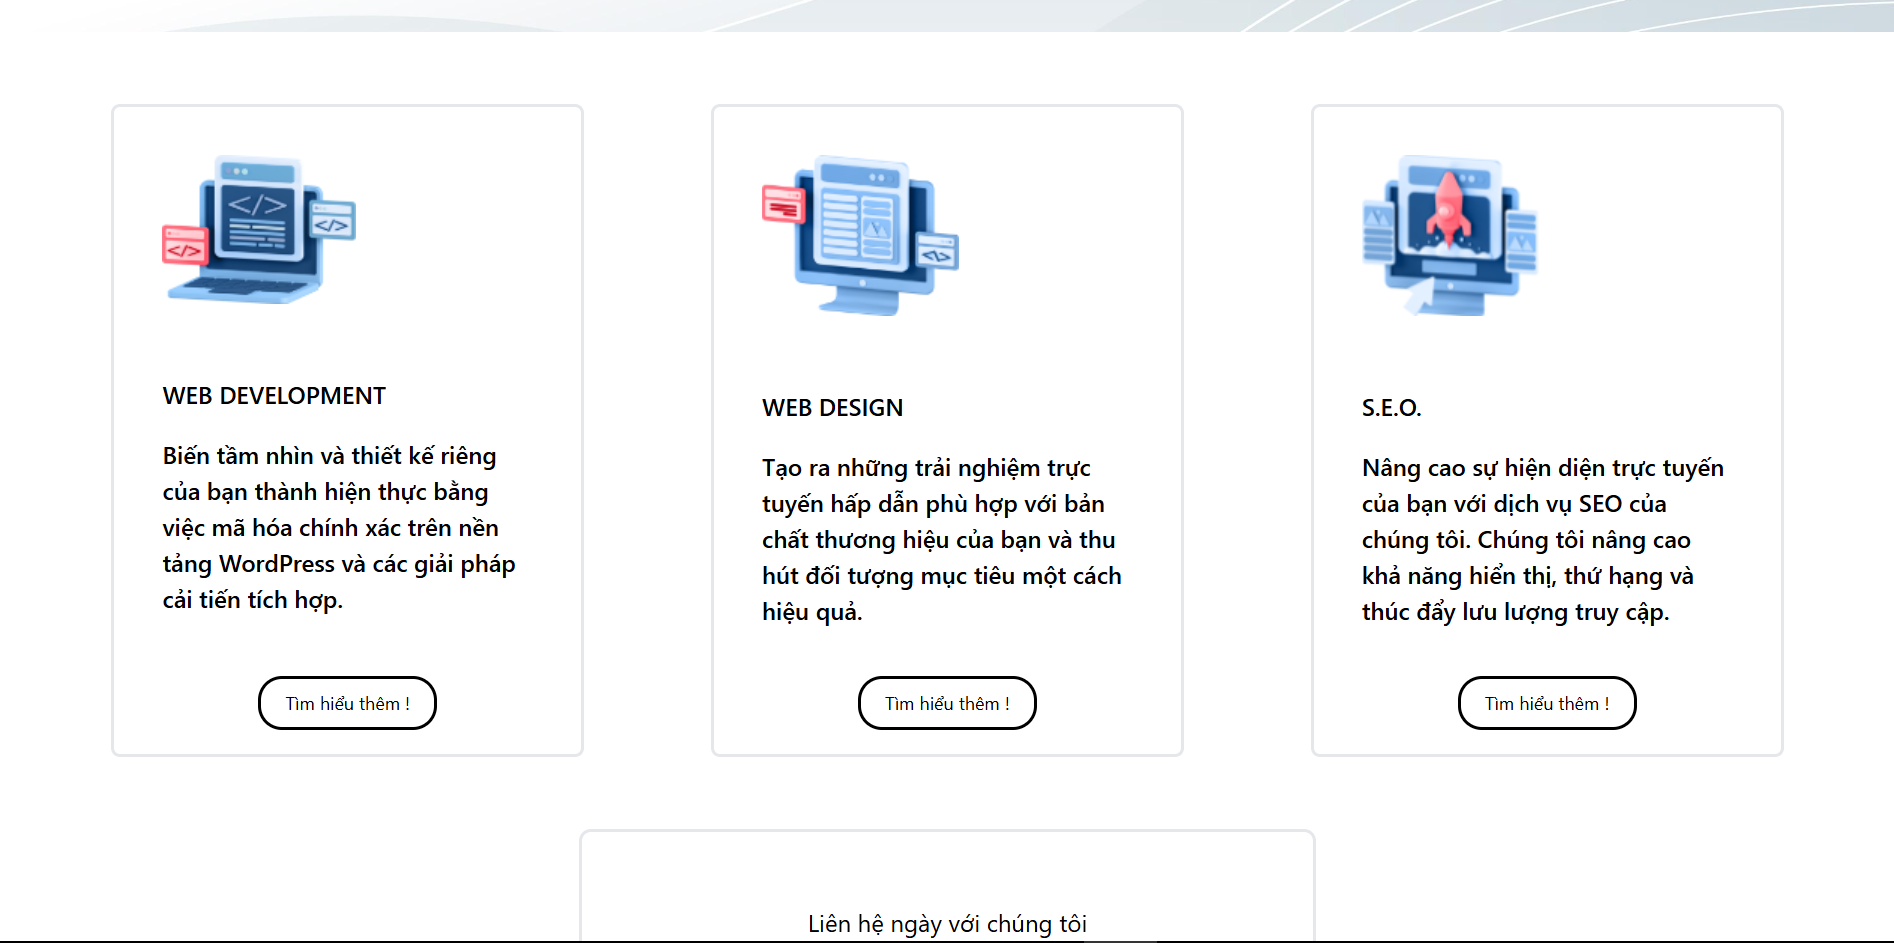 WEB DEVELOPMENT
Biến tầm nhìn và thiết kế riêng
của bạn thành hiện thực bằng
việc mã hóa chính xác trên nền
tảng WordPress và các giải pháp
cải tiến tích hợp.
Tìm hiểu thêm !
WEB DESIGN
Tạo ra những trải nghiệm trực
tuyến hấp dẫn phù hợp với bản
chất thương hiệu của bạn và thu
hút đối tượng mục tiêu một cách
hiệu quả.
Tìm hiểu thêm !
S.E.O.
Nâng cao sự hiện diện trực tuyến
của bạn với dịch vụ SEO của
chúng tôi. Chúng tôi nâng cao
khả năng hiển thị, thứ hạng và
thúc đẩy lưu lượng truy cập.
Tìm hiểu thêm !
Liên hệ ngày với chúng tôi